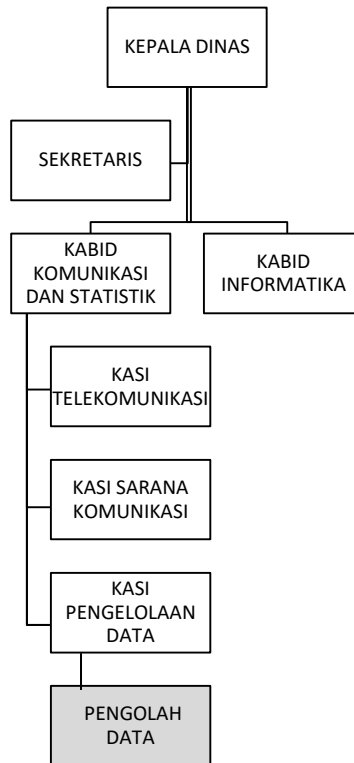 KEPALA DINAS
SEKRETARIS
KABID
KOMUNIKASI
DAN STATISTIK
KABID
INFORMATIKA
KASI
TELEKOMUNIKASI
KASI SARANA
KOMUNIKASI
KASI
PENGELOLAAN
DATA
PENGOLAH
DATA